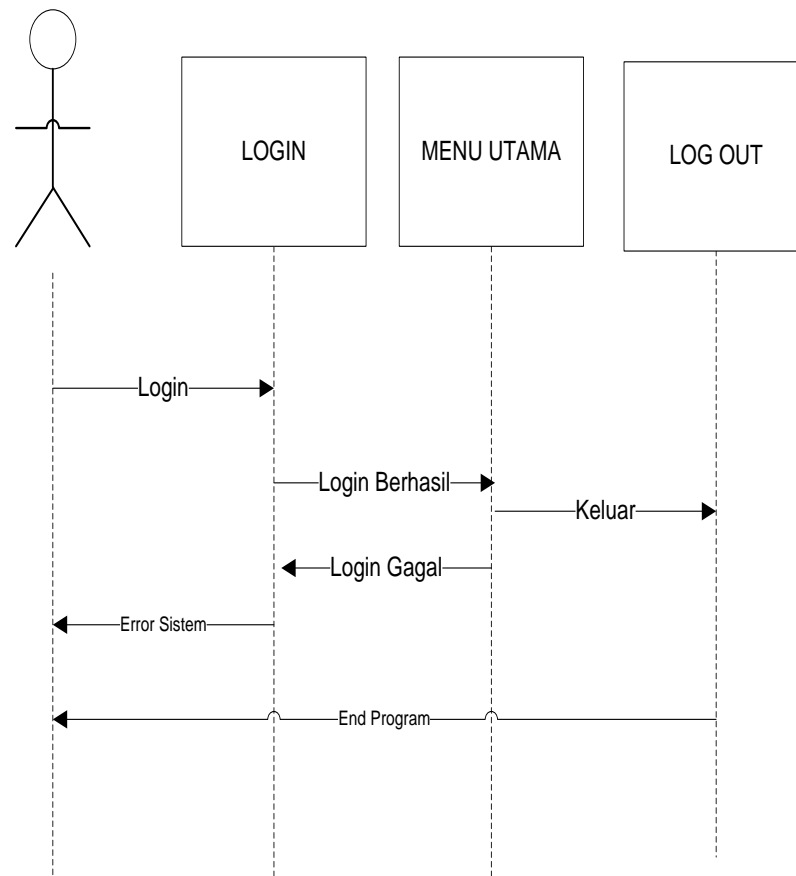 LOGIN
MENU UTAMA
LOG OUT
Login
Login Berhasil
Keluar
Login Gagal
Error Sistem
End Program